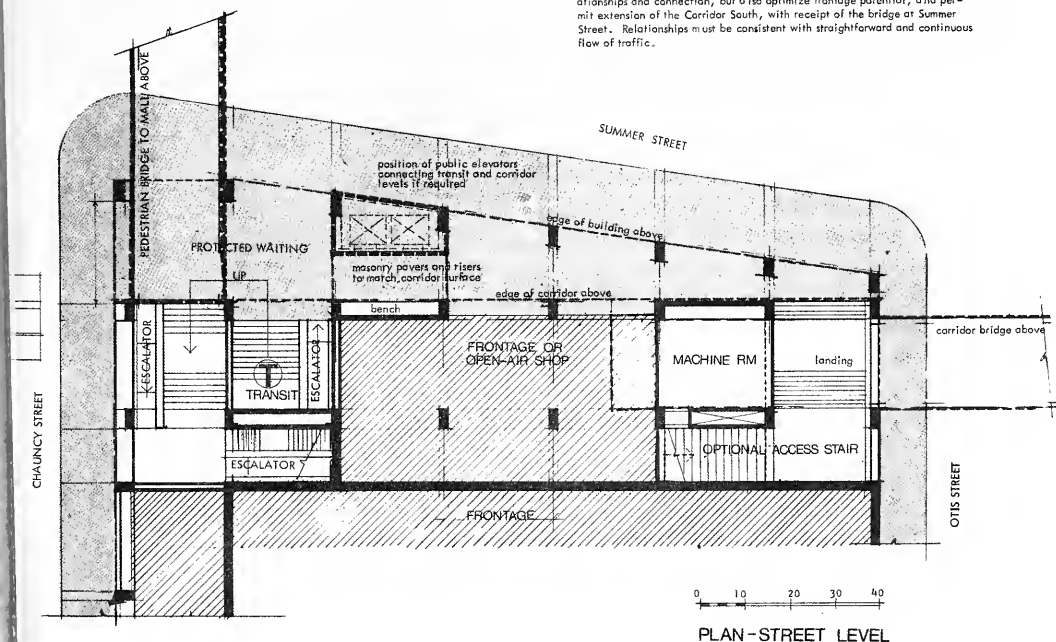 ationships and connection, but also optimize frontage potential, and per-
mit extension of the Corridor South, with receipt of the bridge at Summer
Street. Relationships must be consistent with straightforward and continuous
flow of traffic.
PEDESTRIAN BRIDGE TO MALL ABOVE
SUMMER STREET
position of public elevators
connecting transit and corridor
levels if required
edge of building above
PROTECTED WAITING
masonry pavers and risers
to match corridor surface
UP
edge of corridor above
bench
corridor bridge above
ESCALATOR
ESCALATOR
FRONTAGE OR
OPEN-AIR SHOP
MACHINE RM
landing
T
TRANSIT
CHAUNCY STREET
ESCALATOR
OPTIONAL ACCESS STAIR
OTIS STREET
FRONTAGE
0 10 20 30 40
PLAN-STREET LEVEL